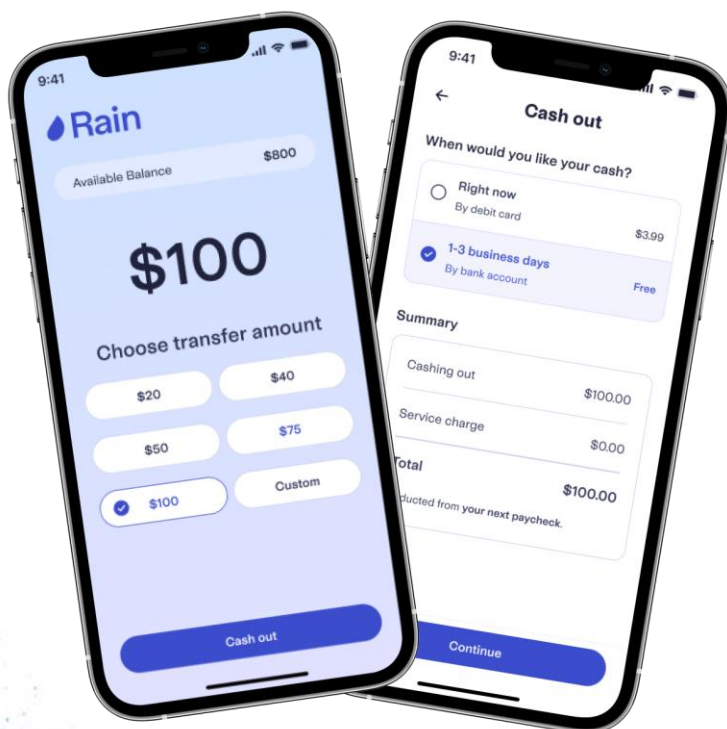 9:41
Rain
Available Balance $800
$100
Choose transfer amount
$20 $40
$50 $75
$100 Custom
Cash out
9:41
Cash out
When would you like your cash?
Right now
By debit card $3.99
1-3 business days
By bank account Free
Summary
Cashing out $100.00
Service charge $0.00
Total $100.00
ducted from your next paycheck.
Continue